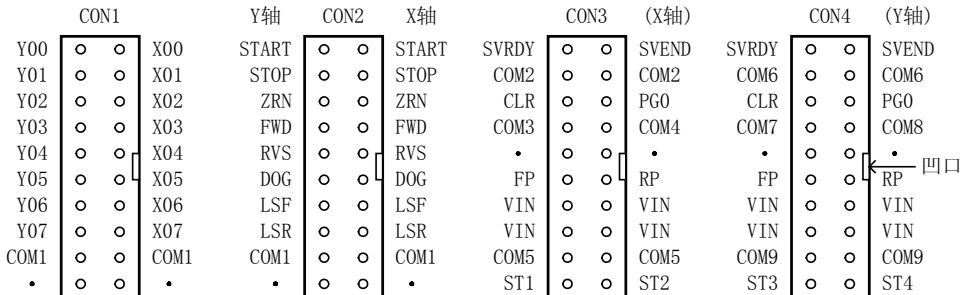 CON1 Y轴 CON2 X轴 CON3 (X轴) CON4 (Y轴)
Y00 X00 START START SVRDY SVEND SVRDY SVEND
Y01 X01 STOP STOP COM2 COM2 COM6 COM6
Y02 X02 ZRN ZRN CLR PG0 CLR PG0
Y03 X03 FWD FWD COM3 COM4 COM7 COM8
Y04 X04 RVS RVS • • • •
凹口
Y05 X05 DOG DOG FP RP FP RP
Y06 X06 LSF LSF VIN VIN VIN VIN
Y07 X07 LSR LSR VIN VIN VIN VIN
COM1 COM1 COM1 COM1 COM5 COM5 COM9 COM9
• • • • ST1 ST2 ST3 ST4